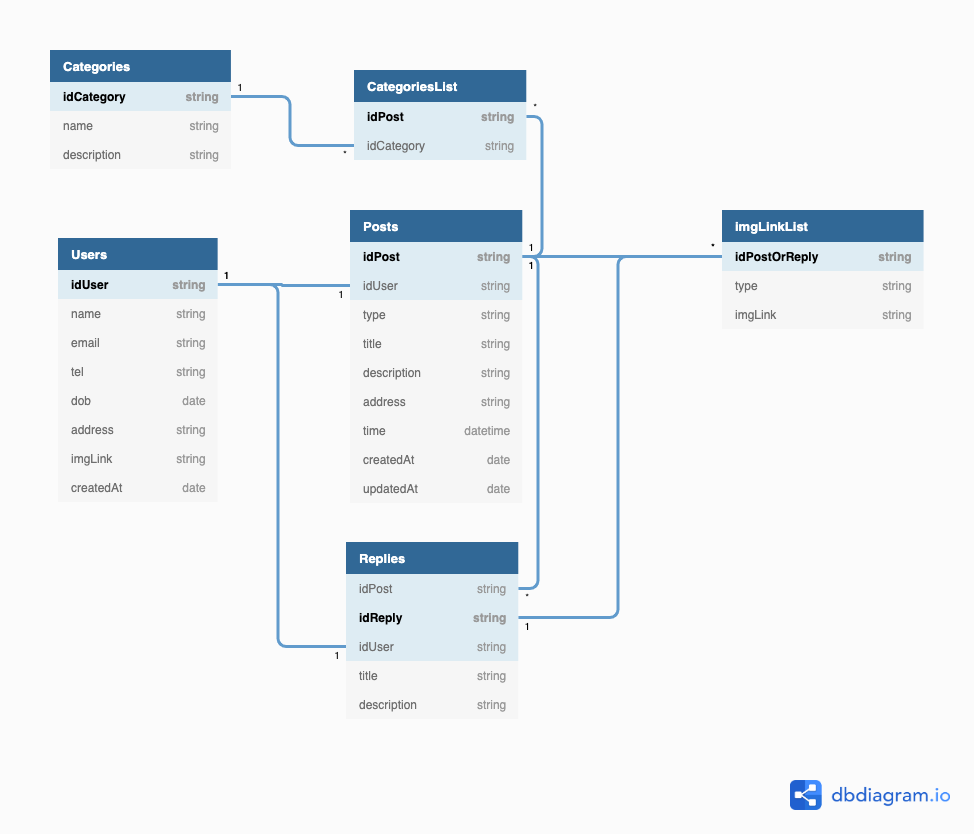 Categories
idCategory string
name string
description string
1
*
CategoriesList
idPost string
idCategory string
*
Users
idUser string
name string
email string
tel string
dob date
address string
imgLink string
createdAt date
1
1
Posts
idPost string
idUser string
type string
title string
description string
address string
time datetime
createdAt date
updatedAt date
1
1
*
ImgLinkList
idPostOrReply string
type string
imgLink string
Replies
idPost string
idReply string
idUser string
title string
description string
*
1
1
dbdiagram.io